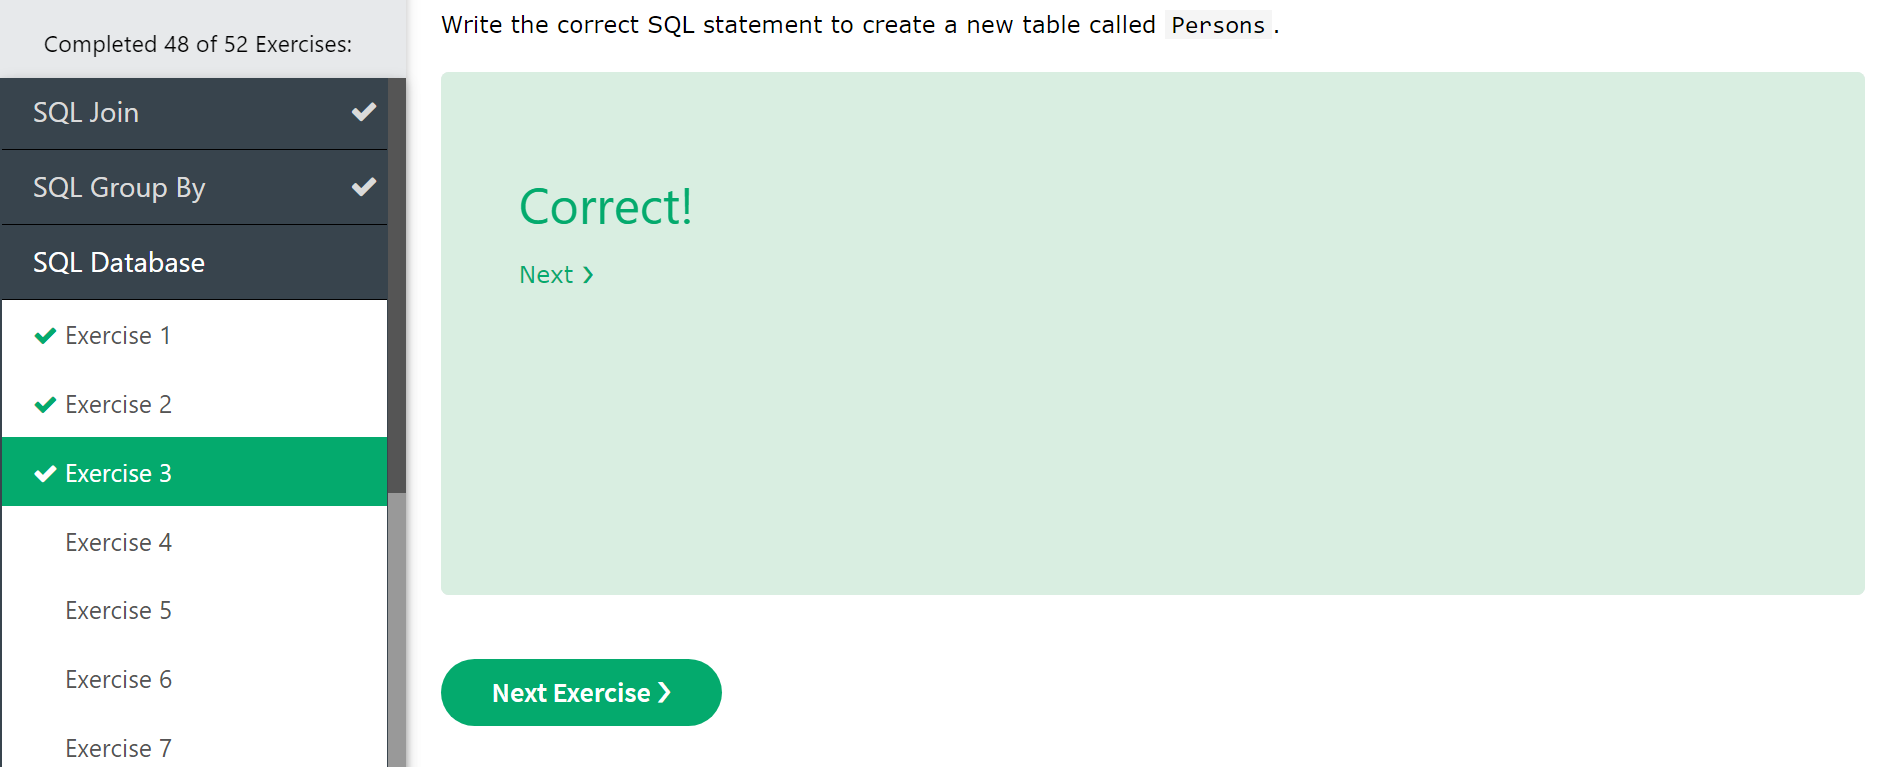 Completed 48 of 52 Exercises:
SQL Join
SQL Group By
SQL Database
Exercise 1
Exercise 2
Exercise 3
Exercise 4
Exercise 5
Exercise 6
Exercise 7
Write the correct SQL statement to create a new table called Persons.
Correct!
Next ❯
Next Exercise ❯